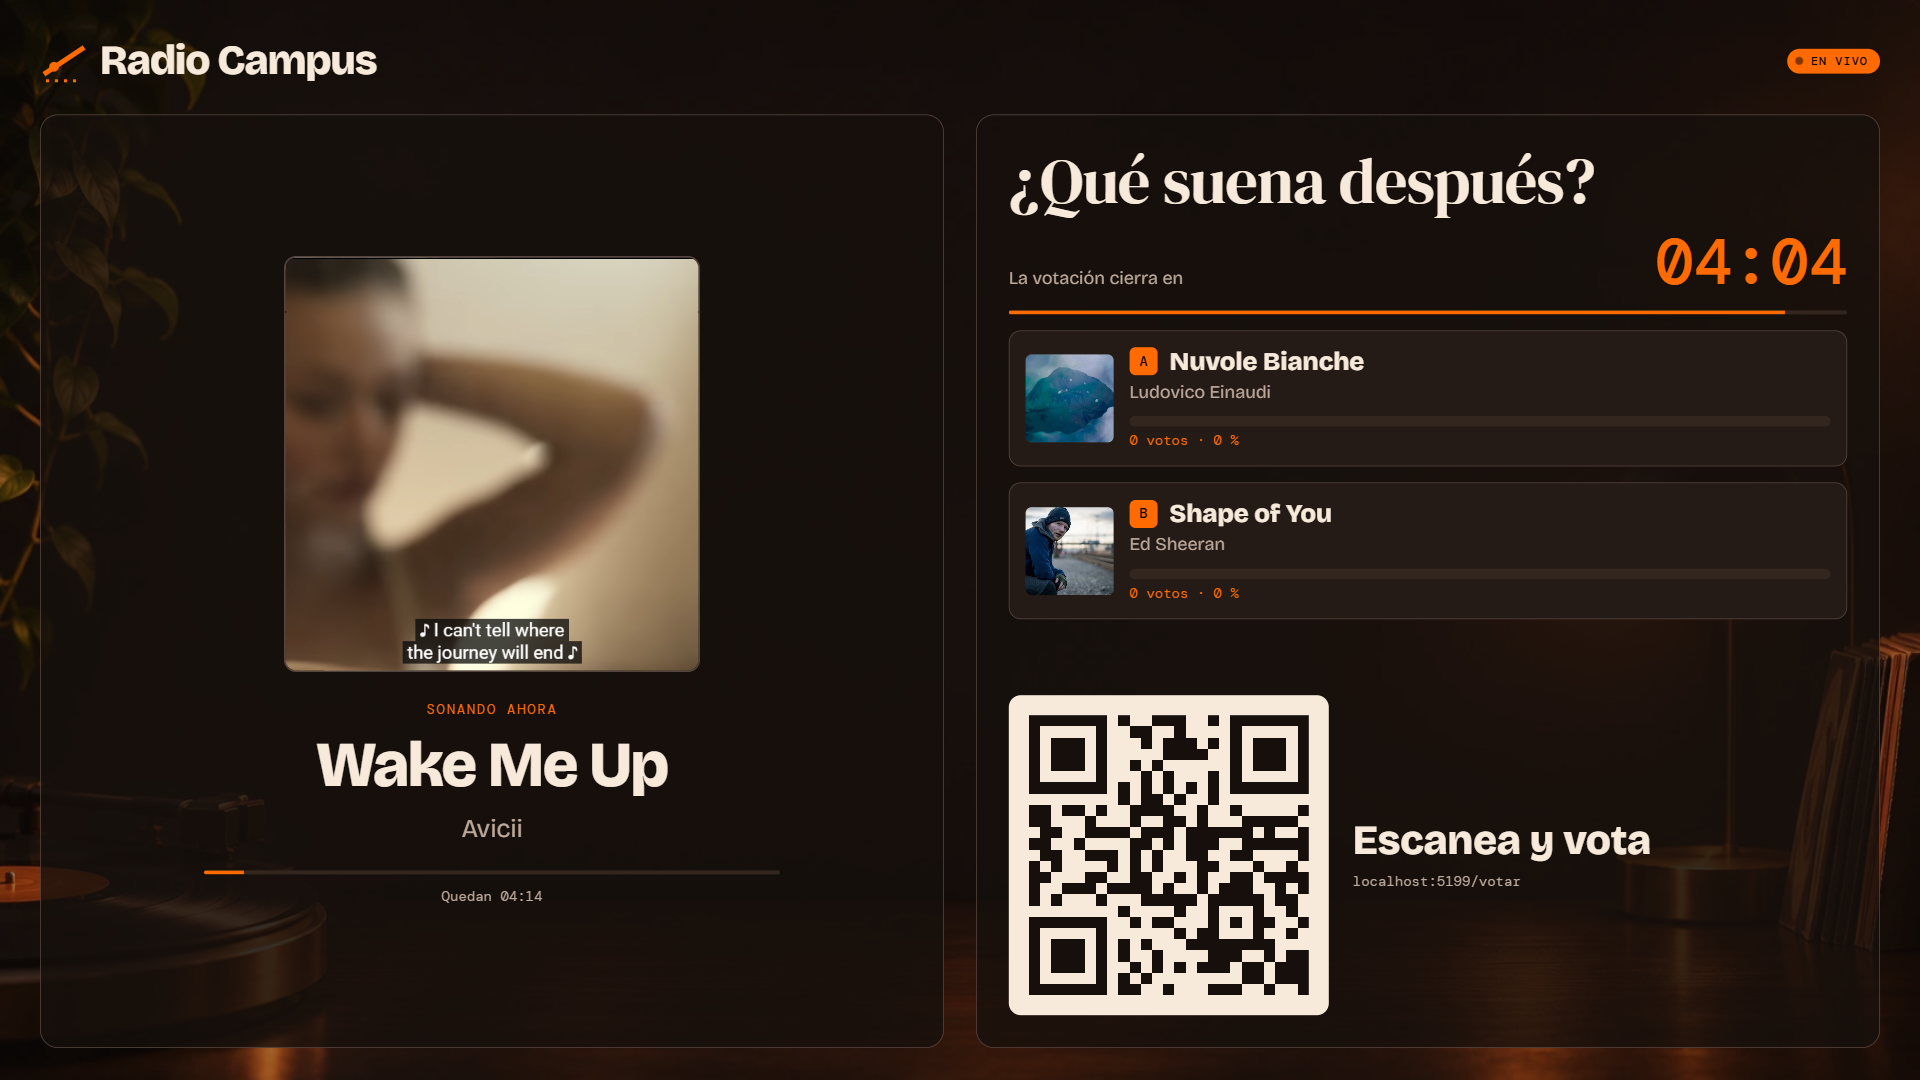 Radio Campus
EN VIVO
♪ I can't tell where
the journey will end ♪
SONANDO AHORA
Wake Me Up
Avicii
Quedan 04:14
¿Qué suena después?
La votación cierra en
04:04
A Nuvole Bianche
Ludovico Einaudi
0 votos · 0 %
B Shape of You
Ed Sheeran
0 votos · 0 %
Escanea y vota
localhost:5199/votar